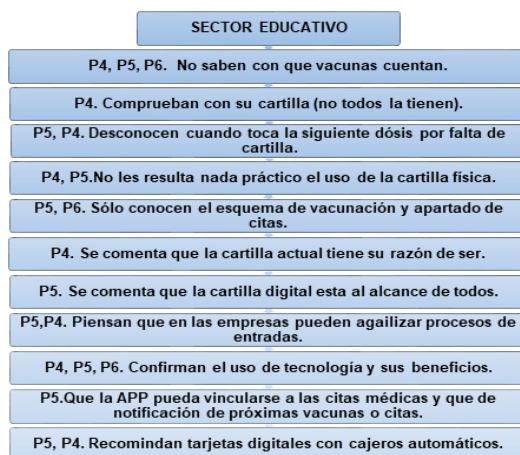 SECTOR EDUCATIVO
P4, P5, P6. No saben con que vacunas cuentan.
P4. Comprueban con su cartilla (no todos la tienen).
P5, P4. Desconocen cuando toca la siguiente dósis por falta de
cartilla.
P4, P5.No les resulta nada práctico el uso de la cartilla física.
P5, P6. Sólo conocen el esquema de vacunación y apartado de
citas.
P4. Se comenta que la cartilla actual tiene su razón de ser.
P5. Se comenta que la cartilla digital esta al alcance de todos.
P5,P4. Piensan que en las empresas pueden agailizar procesos de
entradas.
P4, P5, P6. Confirman el uso de tecnología y sus beneficios.
P5.Que la APP pueda vincularse a las citas médicas y que de
notificación de próximas vacunas o citas.
P5, P4. Recomindan tarjetas digitales con cajeros automáticos.